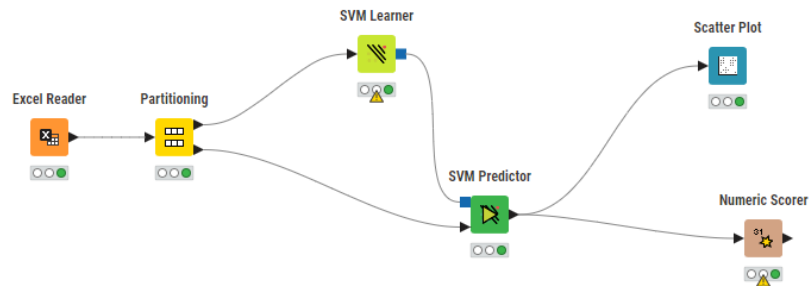 SVM Learner
Scatter Plot
Excel Reader
Partitioning
SVM Predictor
Numeric Scorer